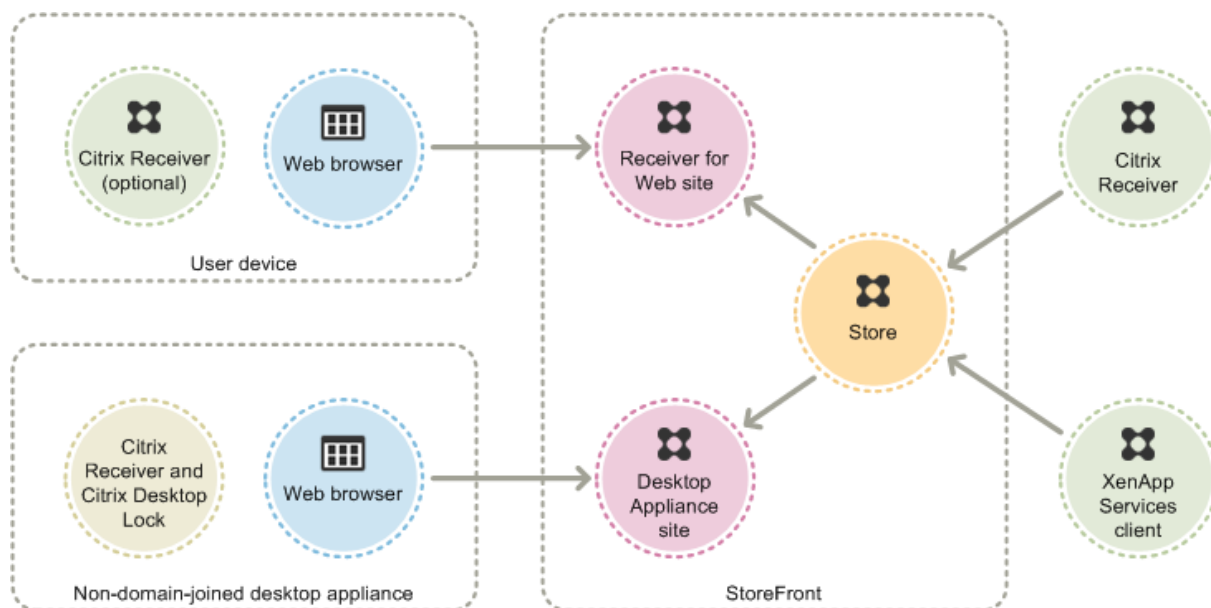 Citrix Receiver
(optional)
Web browser
User device
Receiver for
Web site
Citrix
Receiver
Store
Citrix
Receiver and
Citrix Desktop
Lock
Web browser
Non-domain-joined desktop appliance
Desktop
Appliance
site
StoreFront
XenApp
Services
client